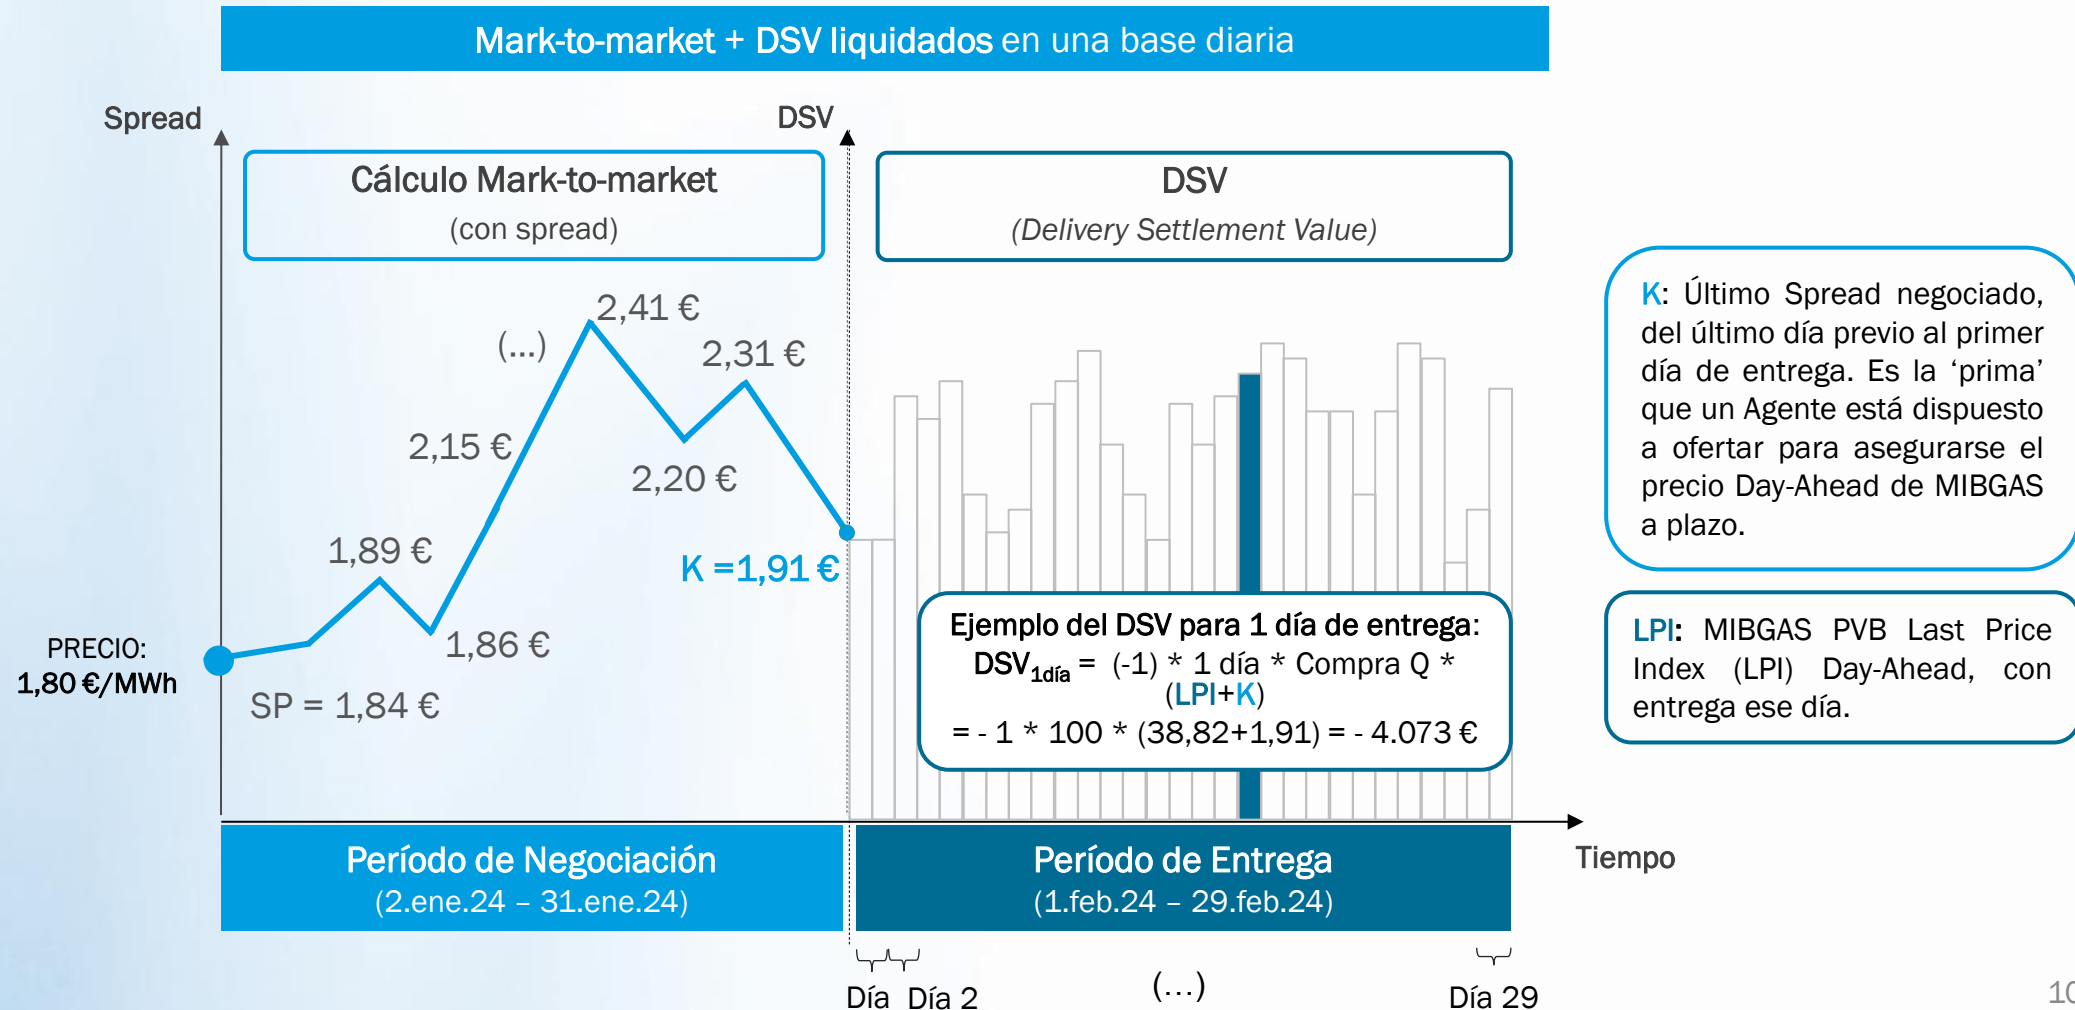 Mark-to-market + DSV liquidados en una base diaria
Spread
DSV
Cálculo Mark-to-market
(con spread)
DSV
(Delivery Settlement Value)
2,41 €
(...)
2,31 €
2,15 €
2,20 €
1,89 €
K =1,91 €
1,86 €
PRECIO:
1,80 €/MWh
SP = 1,84 €
Ejemplo del DSV para 1 día de entrega:
DSV1día = (-1) * 1 día * Compra Q *
(LPI+K)
= - 1 * 100 * (38,82+1,91) = - 4.073 €
K: Último Spread negociado,
del último día previo al primer
día de entrega. Es la ‘prima’
que un Agente está dispuesto
a ofertar para asegurarse el
precio Day-Ahead de MIBGAS
a plazo.
LPI: MIBGAS PVB Last Price
Index (LPI) Day-Ahead, con
entrega ese día.
Período de Negociación
(2.ene.24 – 31.ene.24)
Período de Entrega
(1.feb.24 – 29.feb.24)
Tiempo
Día
Día 2
(...)
Día 29
10